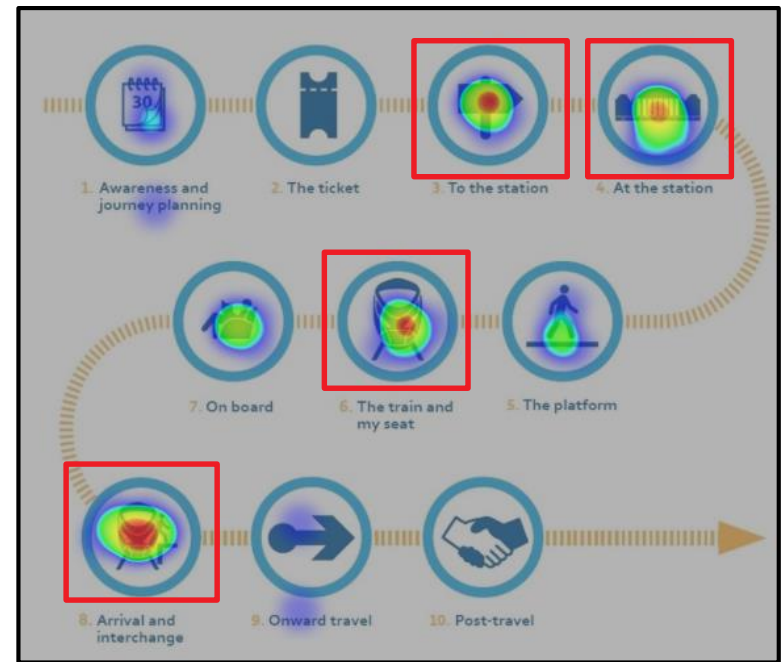 30
1. Awareness and
journey planning
2. The ticket
3. To the station
4. At the station
5. The platform
6. The train and
my seat
7. On board
8. Arrival and
interchange
9. Onward travel
10. Post-travel